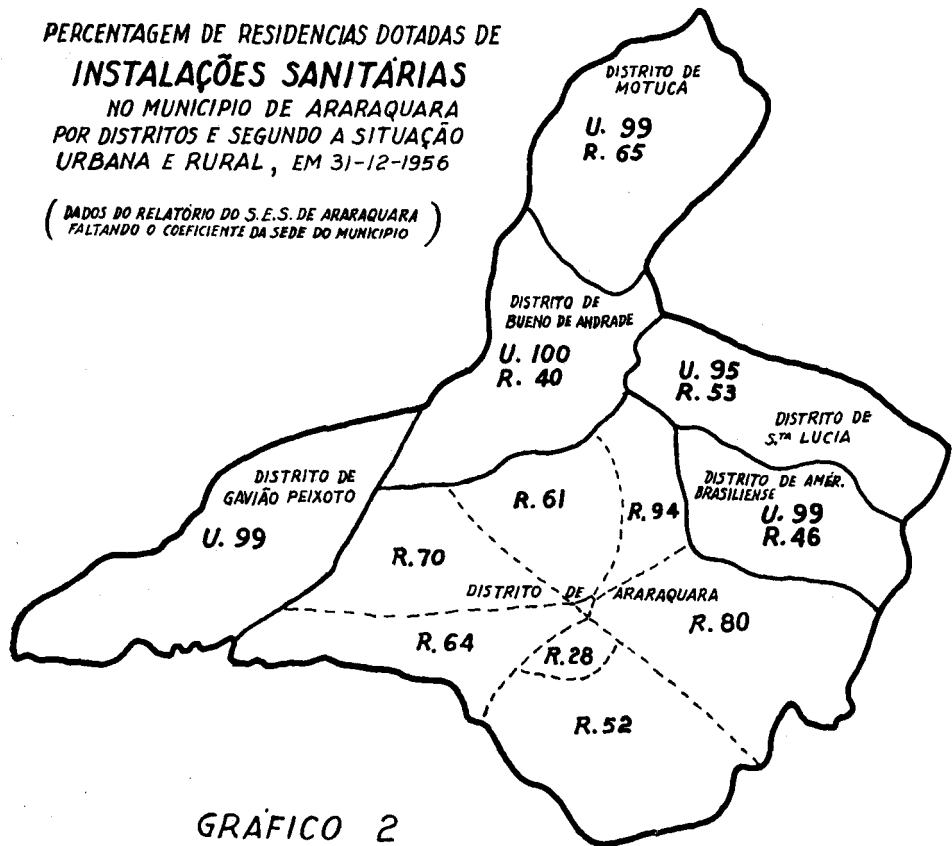 PERCENTAGEM DE RESIDENCIAS DOTADAS DE
INSTALAÇÕES SANITÁRIAS
NO MUNICIPIO DE ARARAQUARA
POR DISTRITOS E SEGUNDO A SITUAÇÃO
URBANA E RURAL, EM 31-12-1956
(DADOS DO RELATÓRIO DO S.E.S. DE ARARAQUARA
FALTANDO O COEFICIENTE DA SEDE DO MUNICIPIO)
DISTRITO DE
MOTUCA
U. 99
R. 65
DISTRITO DE
BUENO DE ANDRADE
U. 100
R. 40
U. 95
R. 53
DISTRITO DE
S.TA LUCIA
DISTRITO DE
GAVIÃO PEIXOTO
U. 99
DISTRITO DE AMÉR.
BRASILIENSE
U. 99
R. 46
R. 61
R. 94
R. 70
DISTRITO DE ARARAQUARA
R. 80
R. 64
R. 28
R. 52
GRÁFICO 2